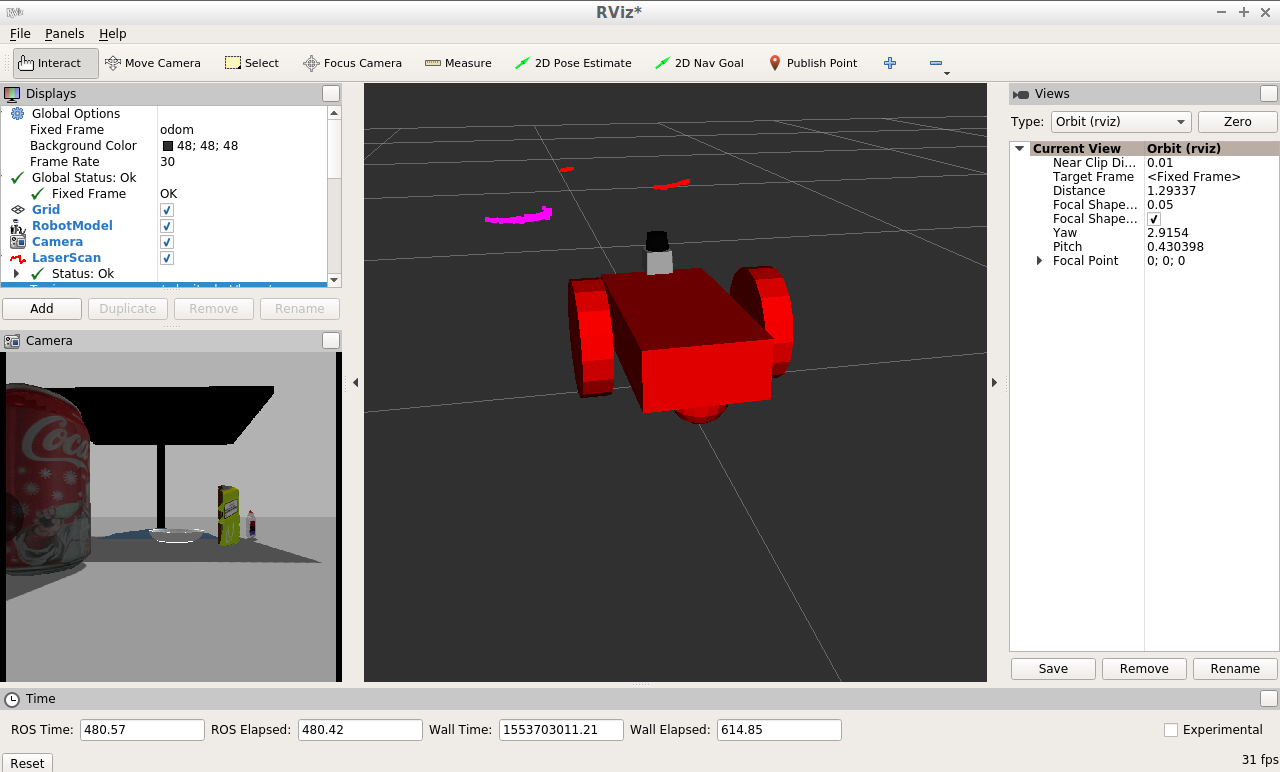 RViz*
File Panels Help
Interact Move Camera Select Focus Camera Measure 2D Pose Estimate 2D Nav Goal Publish Point
Displays
Global Options
Fixed Frame odom
Background Color 48; 48; 48
Frame Rate 30
Global Status: Ok
Fixed Frame OK
Grid
RobotModel
Camera
LaserScan
Status: Ok
Add Duplicate Remove Rename
Camera
Coca
Views
Type: Orbit (rviz) Zero
Current View Orbit (rviz)
Near Clip Di... 0.01
Target Frame <Fixed Frame>
Distance 1.29337
Focal Shape... 0.05
Focal Shape...
Yaw 2.9154
Pitch 0.430398
Focal Point 0; 0; 0
Save Remove Rename
Time
ROS Time: 480.57 ROS Elapsed: 480.42 Wall Time: 1553703011.21 Wall Elapsed: 614.85 Experimental
Reset 31 fps